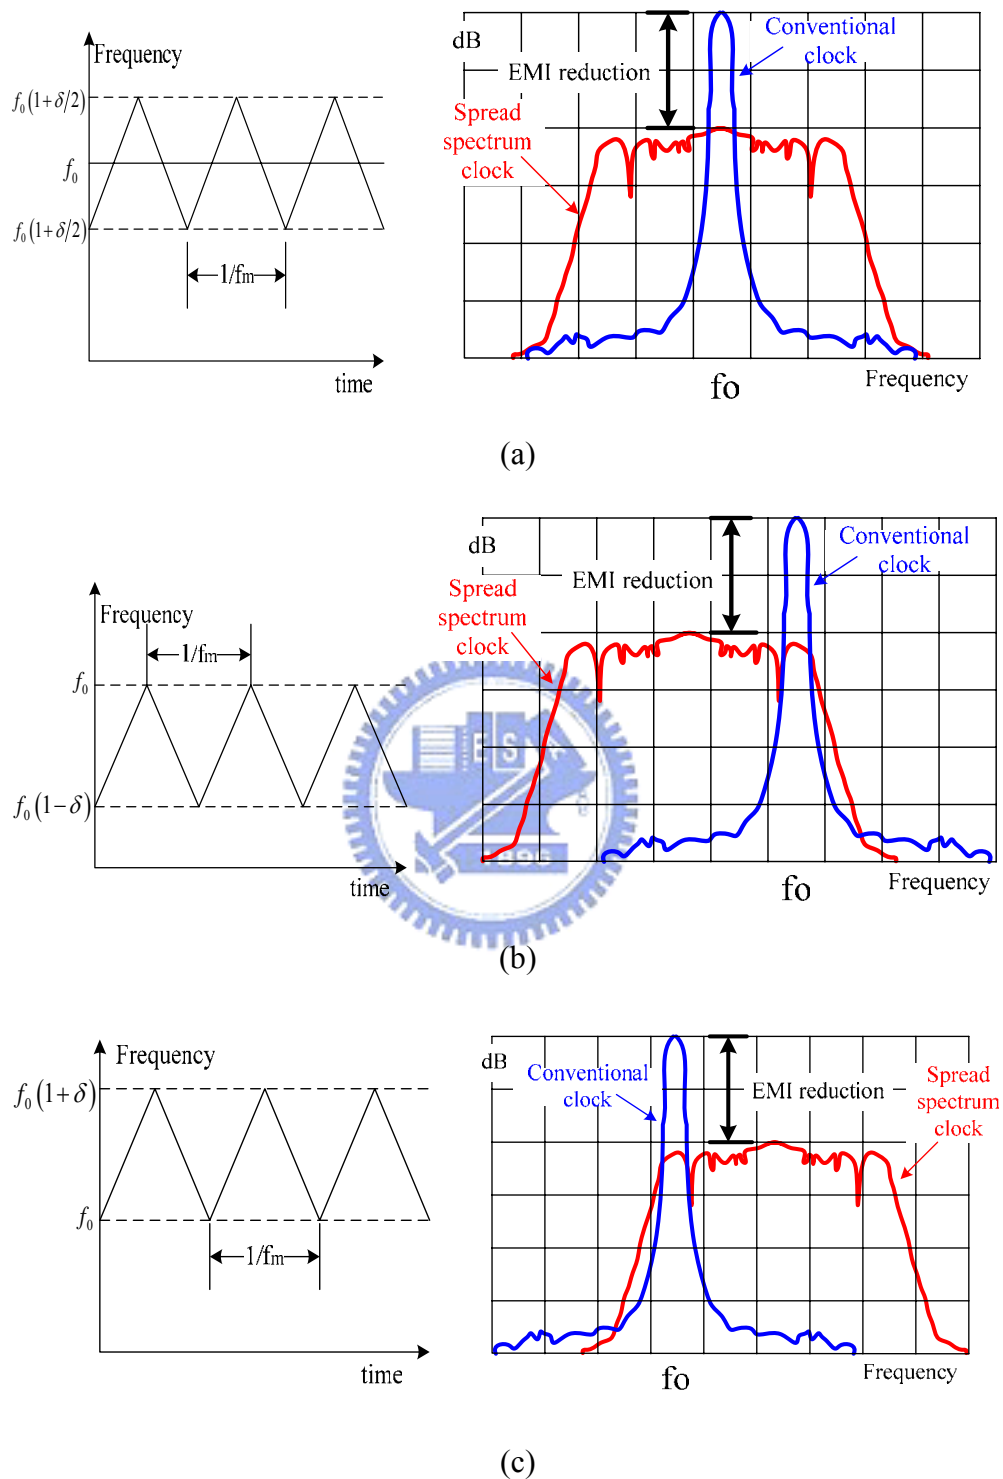 Frequency
f₀(1+δ/2)
f₀
f₀(1+δ/2)
1/fm
time
dB
EMI reduction
Conventional
clock
Spread
spectrum
clock
fo
Frequency
(a)
Frequency
1/fm
f₀
f₀(1−δ)
time
dB
EMI reduction
Conventional
clock
Spread
spectrum
clock
ES
1896
fo
Frequency
(b)
Frequency
f₀(1+δ)
f₀
1/fm
time
dB
Conventional
clock
EMI reduction
Spread
spectrum
clock
fo
Frequency
(c)